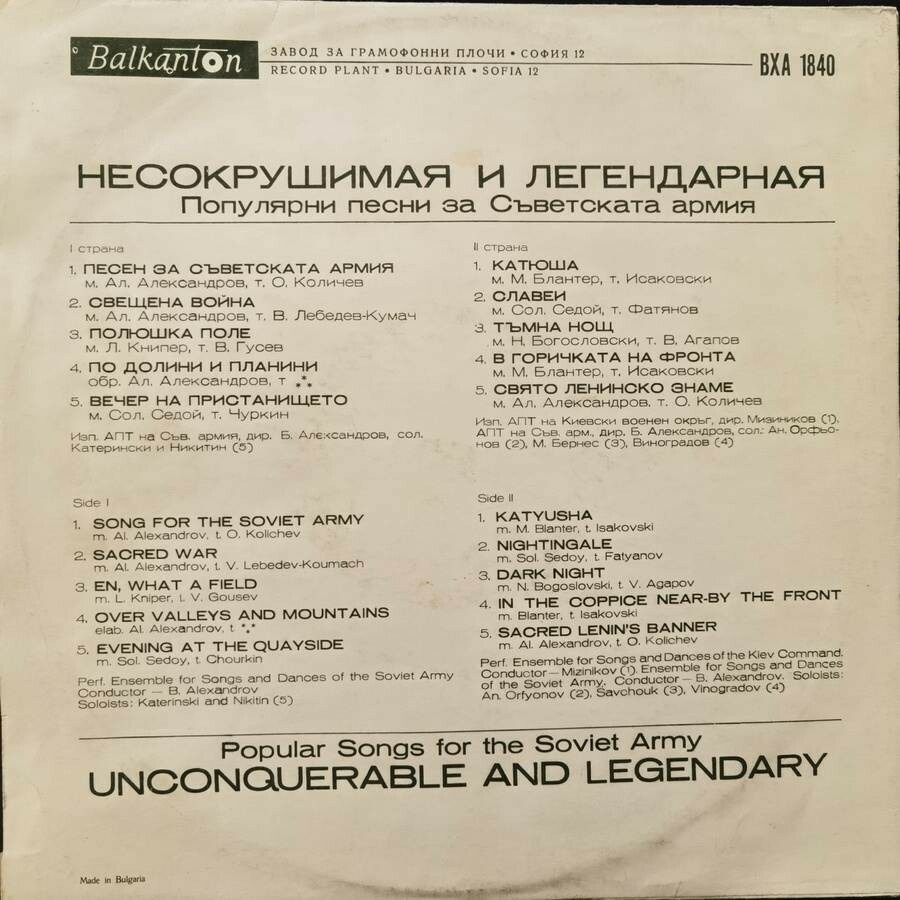 Balkanton
ЗАВОД ЗА ГРАМОФОННИ ПЛОЧИ • СОФИЯ 12
RECORD PLANT • BULGARIA • SOFIA 12
ВХА 1840
НЕСОКРУШИМАЯ И ЛЕГЕНДАРНАЯ
Популярни песни за Съветската армия
I страна
1. ПЕСЕН ЗА СЪВЕТСКАТА АРМИЯ
м. Ал. Александров, т. О. Количев
2. СВЕЩЕНА ВОЙНА
м. Ал. Александров, т. В. Лебедев-Кумач
3. ПОЛЮШКА ПОЛЕ
м. Л. Книпер, т. В. Гусев
4. ПО ДОЛИНИ И ПЛАНИНИ
обр. Ал. Александров, т ***
5. ВЕЧЕР НА ПРИСТАНИЩЕТО
м. Сол. Седой, т. Чуркин
Изп. АПТ на Съв. армия, дир. Б. Александров, сол.
Катерински и Никитин (5)
II страна
1. КАТЮША
м. М. Блантер, т. Исаковски
2. СЛАВЕИ
м. Сол. Седой, т. Фатянов
3. ТЪМНА НОЩ
м. Н. Богословски, т. В. Агапов
4. В ГОРИЧКАТА НА ФРОНТА
м. М. Блантер, т. Исаковски
5. СВЯТО ЛЕНИНСКО ЗНАМЕ
м. Ал. Александров, т. О. Количев
Изп. АПТ на Киевски военен окръг, дир. Мизиников (1),
АПТ на Съв. арм., дир. Б. Александров, сол.: Ан. Орфьо-
нов (2), М. Бернес (3), Виноградов (4)
Side I
1. SONG FOR THE SOVIET ARMY
m. Al. Alexandrov, t. O. Kolichev
2. SACRED WAR
m. Al. Alexandrov, t. V. Lebedev-Koumach
3. EN, WHAT A FIELD
m. L. Kniper, t. V. Gousev
4. OVER VALLEYS AND MOUNTAINS
elab. Al. Alexandrov, t ***
5. EVENING AT THE QUAYSIDE
m. Sol. Sedoy, t. Chourkin
Perf. Ensemble for Songs and Dances of the Soviet Army
Conductor — B. Alexandrov
Soloists: Katerinski and Nikitin (5)
Side II
1. KATYUSHA
m. M. Blanter, t. Isakovski
2. NIGHTINGALE
m. Sol. Sedoy, t. Fatyanov
3. DARK NIGHT
m. N. Bogoslovski, t. V. Agapov
4. IN THE COPPICE NEAR-BY THE FRONT
m. Blanter, t. Isakovski
5. SACRED LENIN'S BANNER
m. Al. Alexandrov, t. O. Kolichev
Perf. Ensemble for Songs and Dances of the Kiev Command.
Conductor — Mizinikov (1). Ensemble for Songs and Dances
of the Soviet Army. Conductor — B. Alexandrov. Soloists:
An. Orfyonov (2), Savchouk (3), Vinogradov (4)
Popular Songs for the Soviet Army
UNCONQUERABLE AND LEGENDARY
Made in Bulgaria